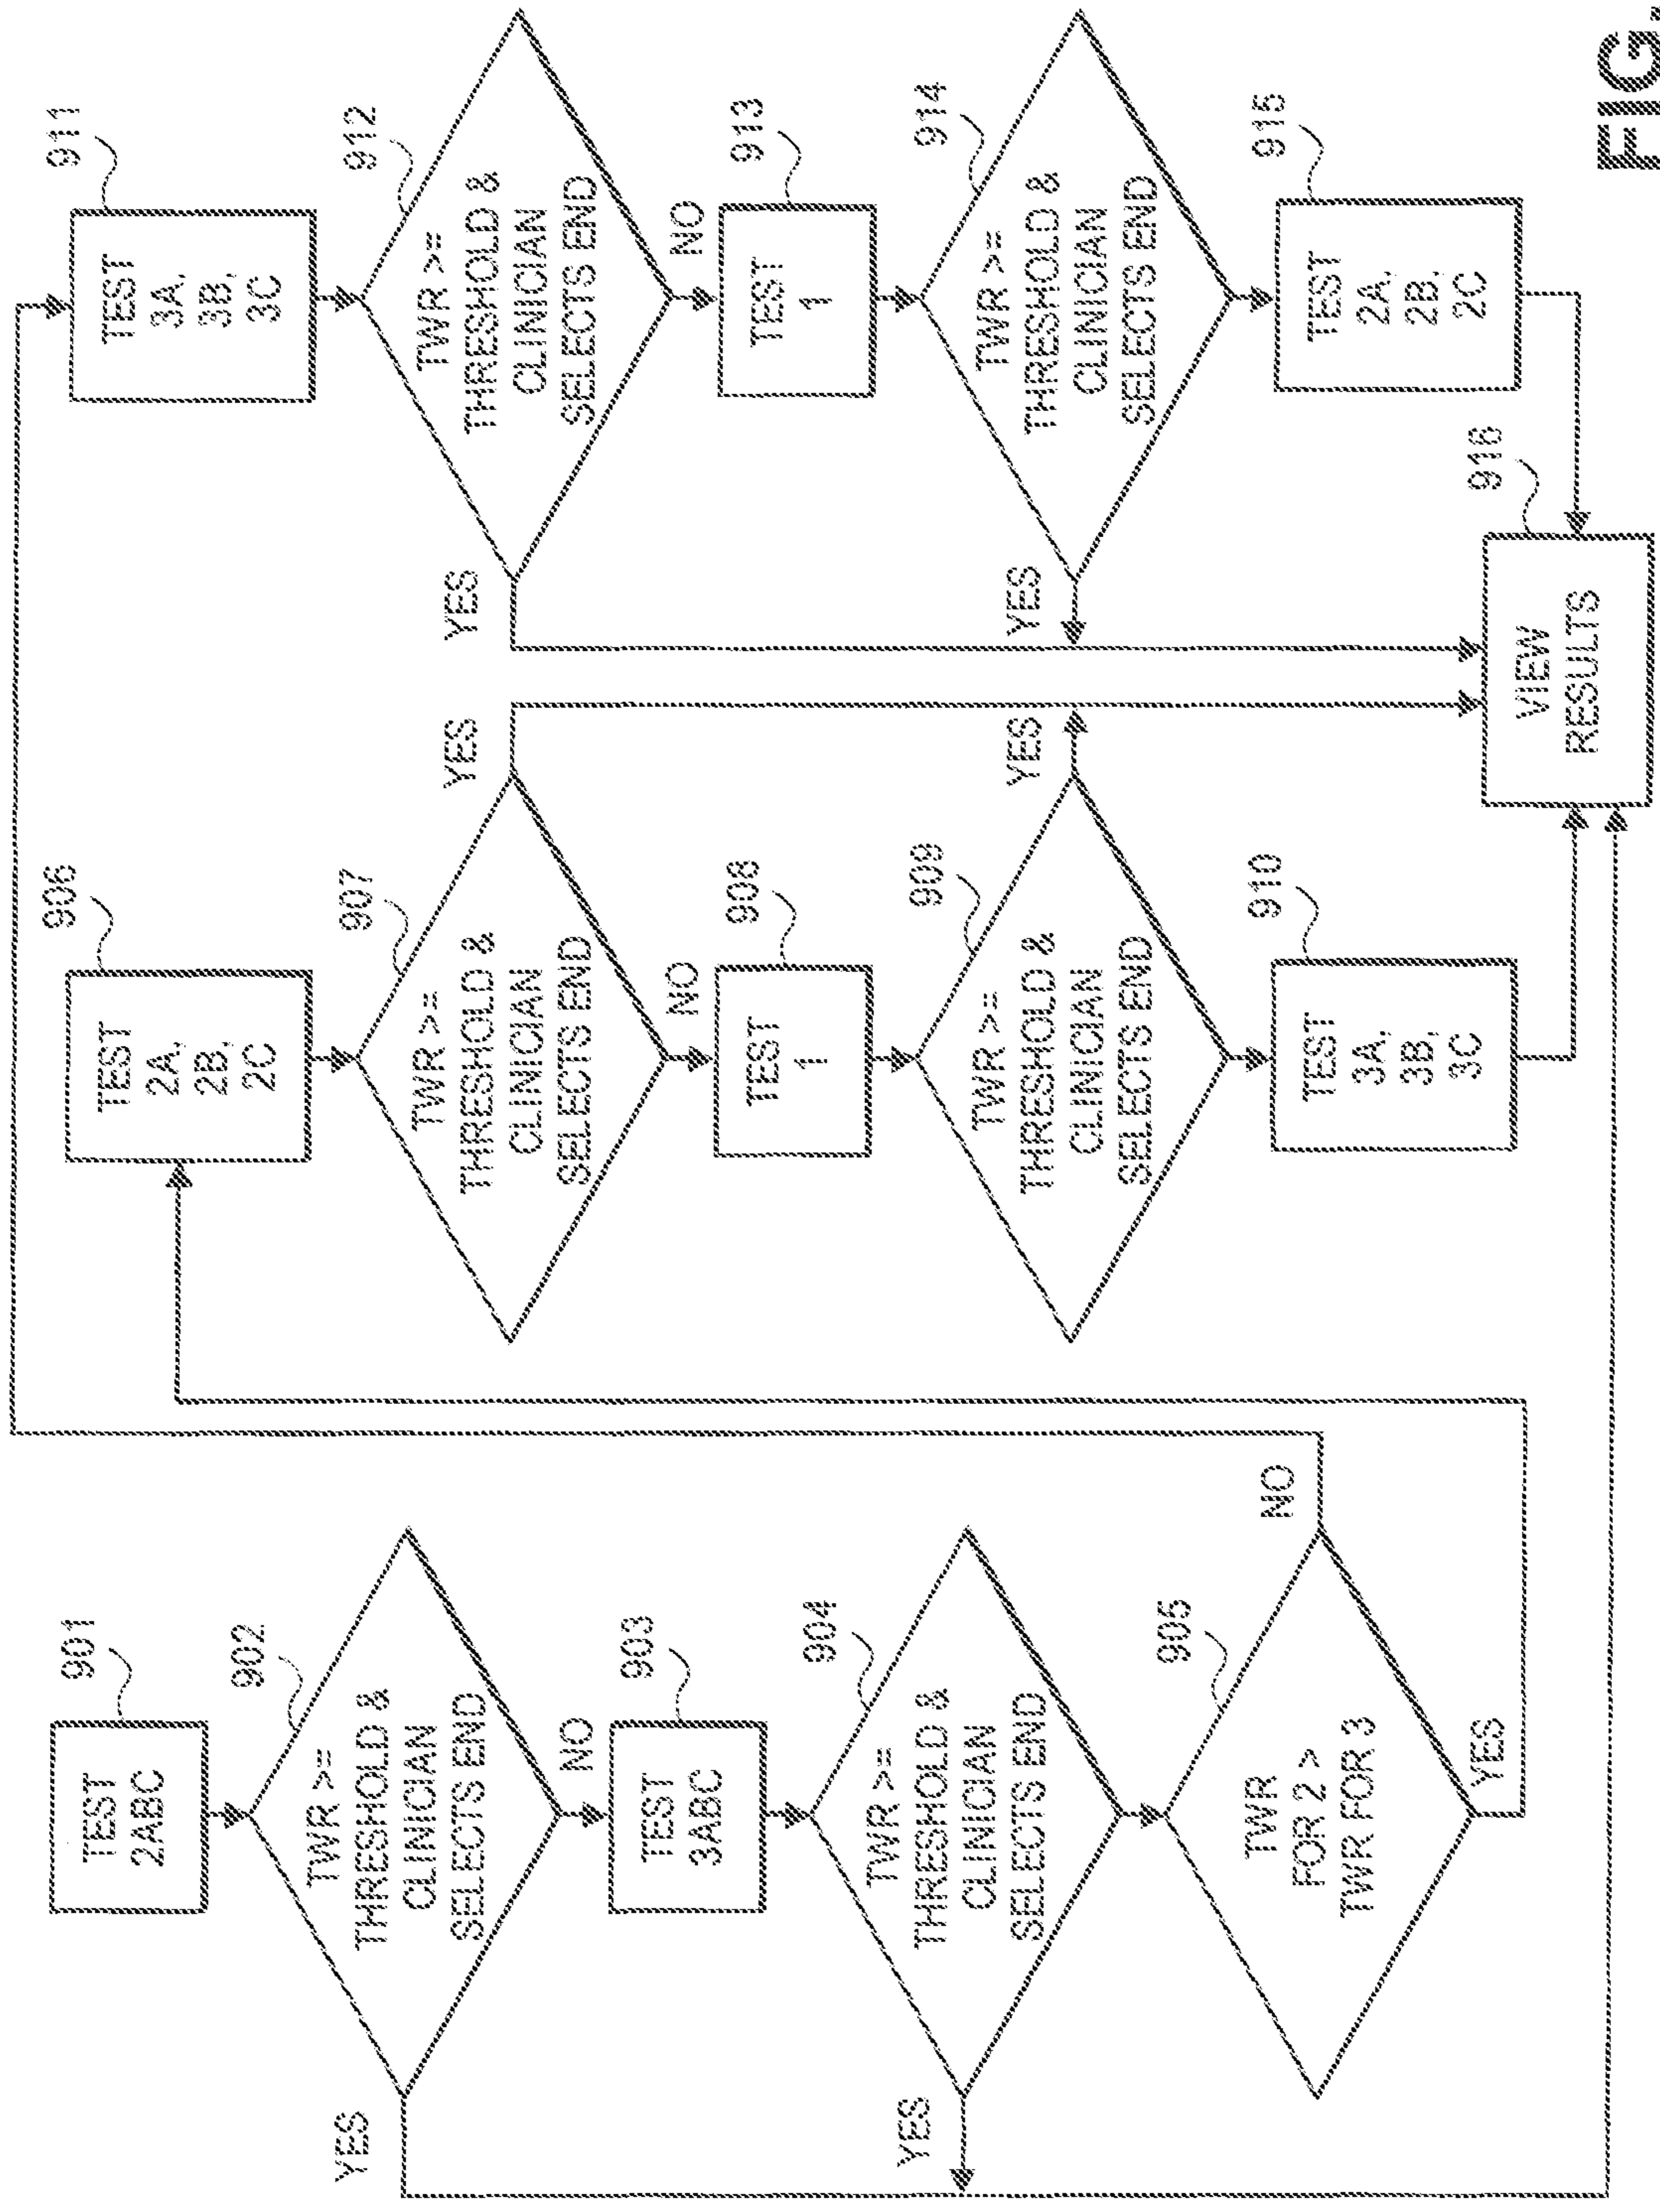 901
TEST
2ABC
902
TWR >=
THRESHOLD &
CLINICIAN
SELECTS END
YES
NO
903
TEST
3ABC
904
TWR >=
THRESHOLD &
CLINICIAN
SELECTS END
YES
905
TWR
FOR 2 >
TWR FOR 3
NO
YES
906
TEST
2A,
2B,
2C
907
TWR >=
THRESHOLD &
CLINICIAN
SELECTS END
YES
NO
908
TEST
1
909
TWR >=
THRESHOLD &
CLINICIAN
SELECTS END
YES
910
TEST
3A,
3B,
3C
911
TEST
3A,
3B,
3C
912
TWR >=
THRESHOLD &
CLINICIAN
SELECTS END
YES
NO
913
TEST
1
914
TWR >=
THRESHOLD &
CLINICIAN
SELECTS END
YES
915
TEST
2A,
2B,
2C
916
VIEW
RESULTS
FIG.